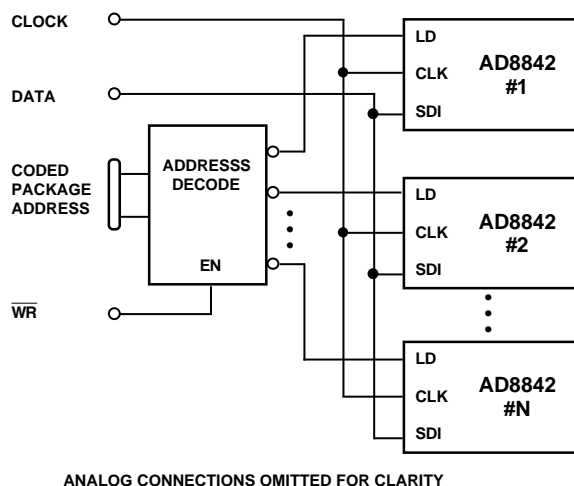 CLOCK
DATA
CODED
PACKAGE
ADDRESS
WR
ADDRESSS
DECODE
EN
LD
CLK
SDI
AD8842
#1
LD
CLK
SDI
AD8842
#2
LD
CLK
SDI
AD8842
#N
ANALOG CONNECTIONS OMITTED FOR CLARITY